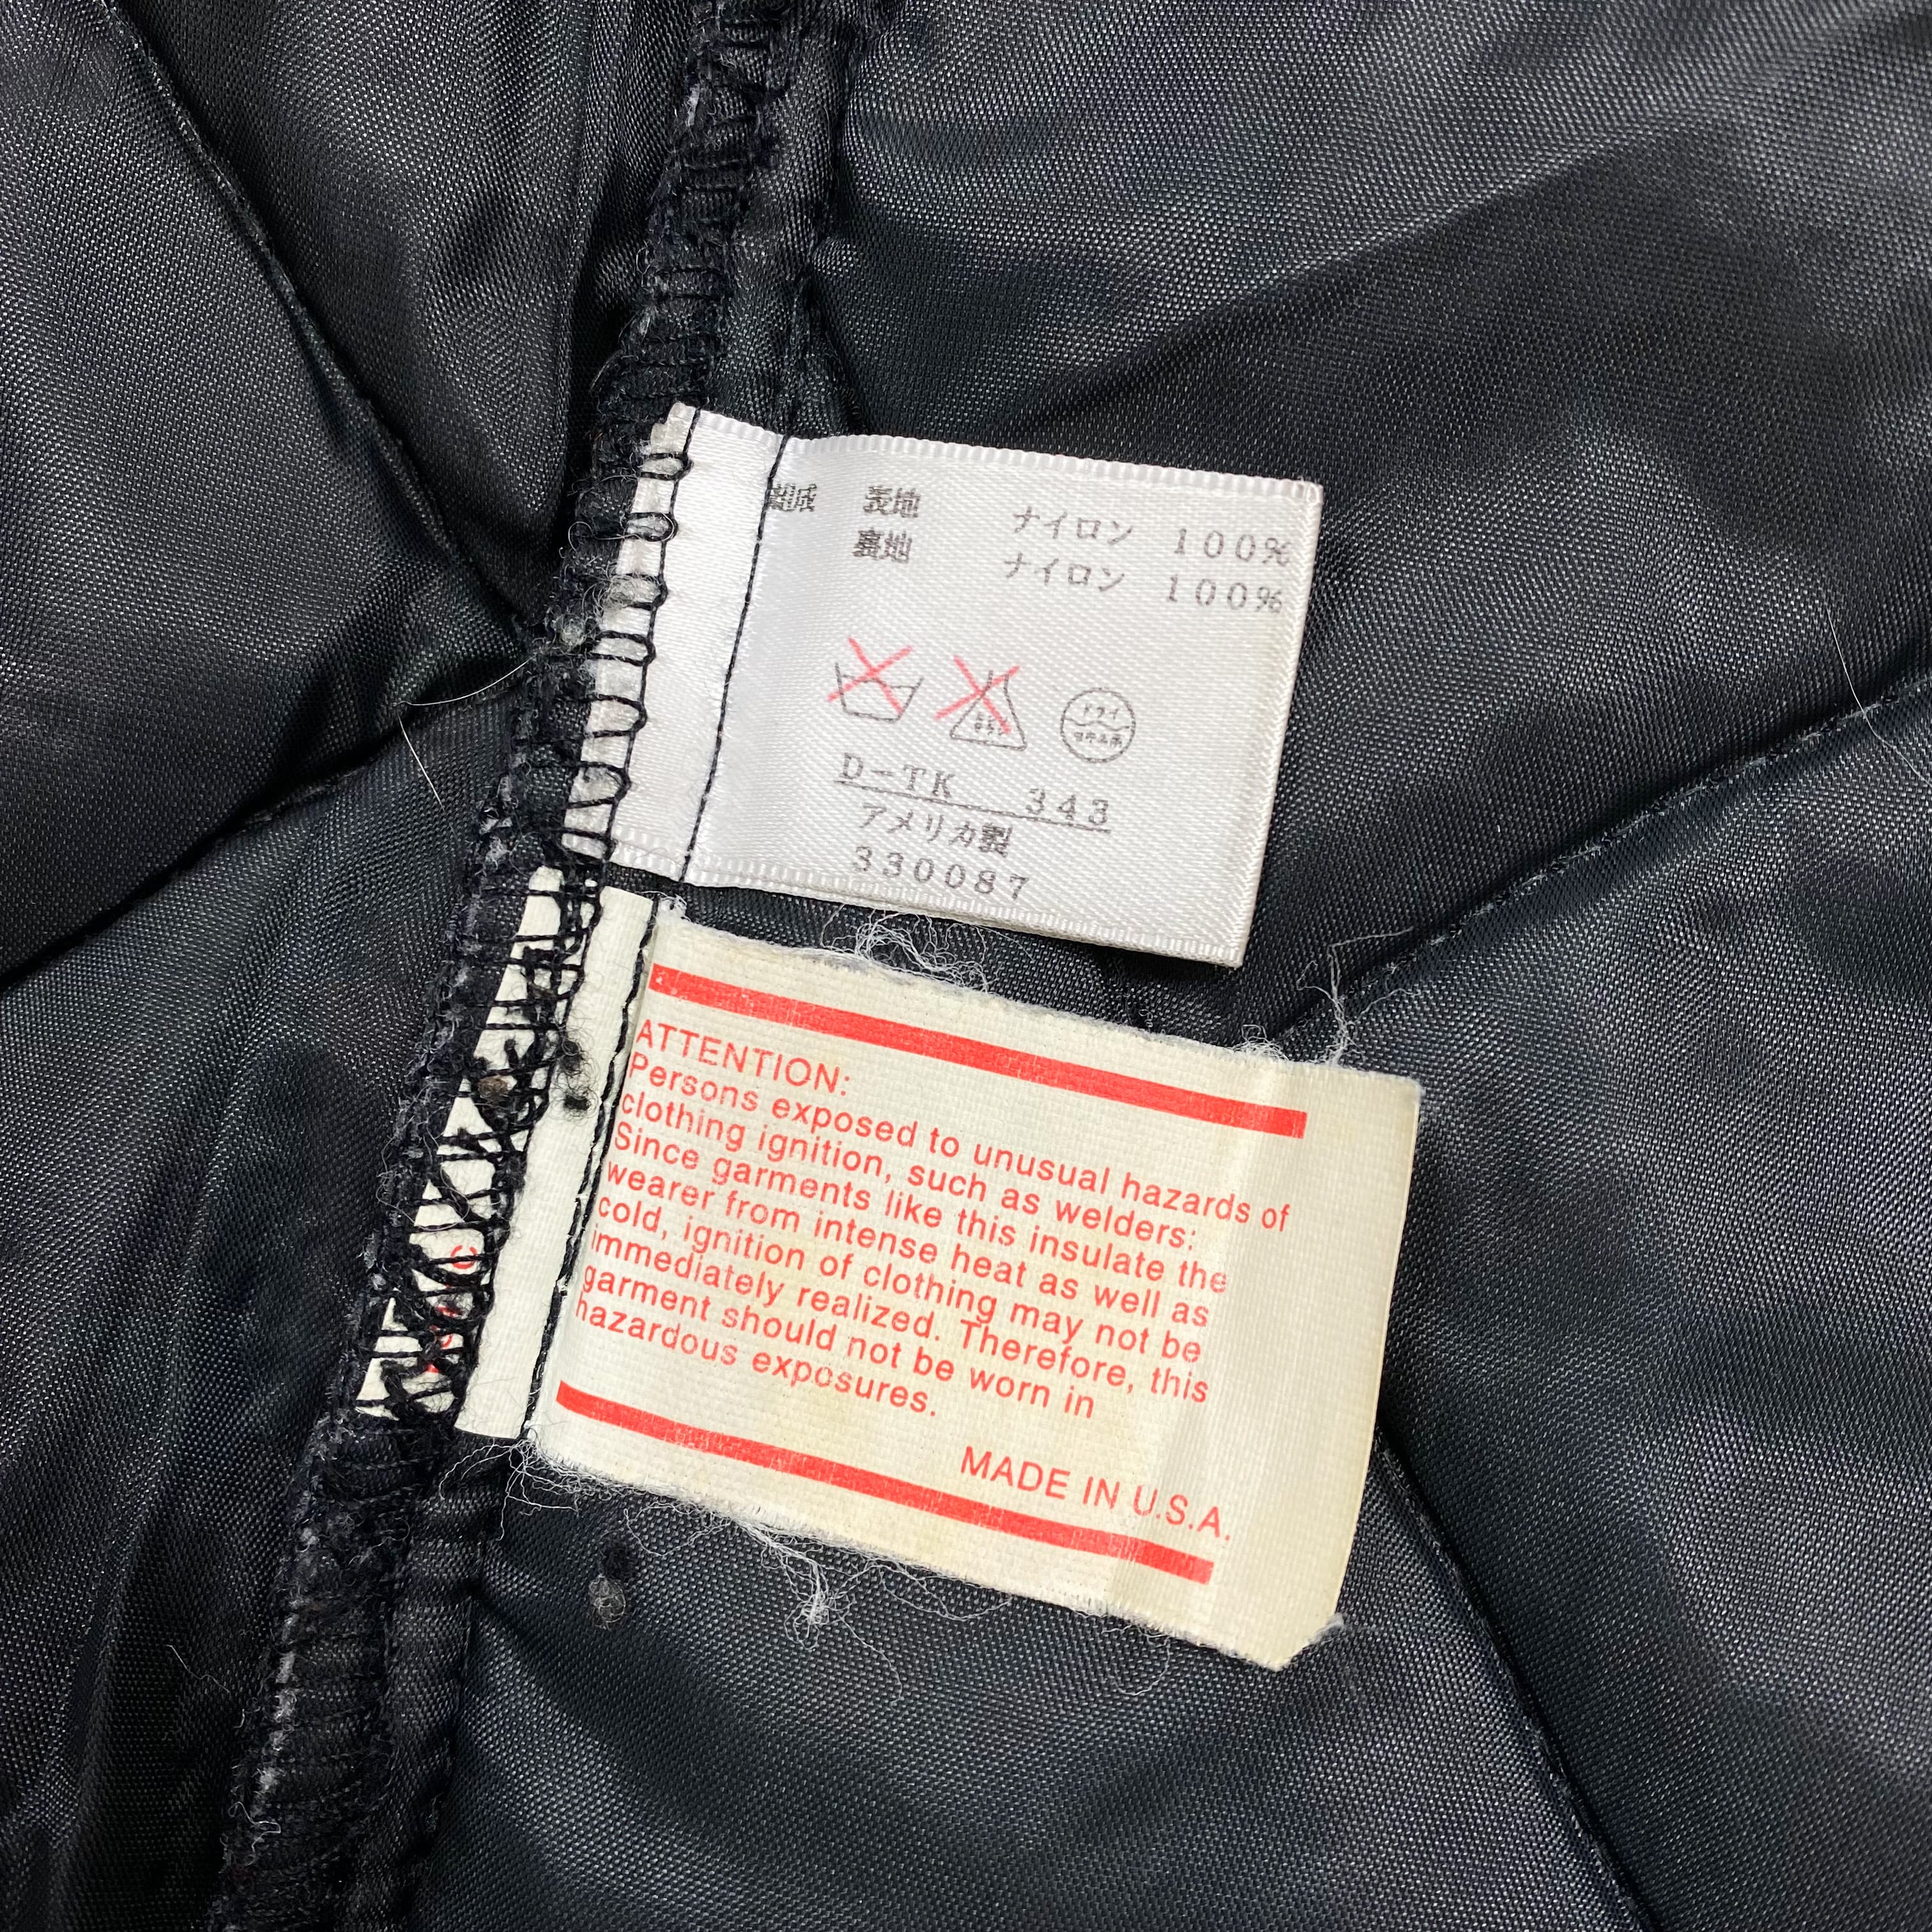 組成 表地 ナイロン 100%
裏地 ナイロン 100%
ドライ
D-TK 343
アメリカ製
330087
ATTENTION:
Persons exposed to unusual hazards of
clothing ignition, such as welders:
Since garments like this insulate the
wearer from intense heat as well as
cold, ignition of clothing may not be
immediately realized. Therefore, this
garment should not be worn in
hazardous exposures.
MADE IN U.S.A.